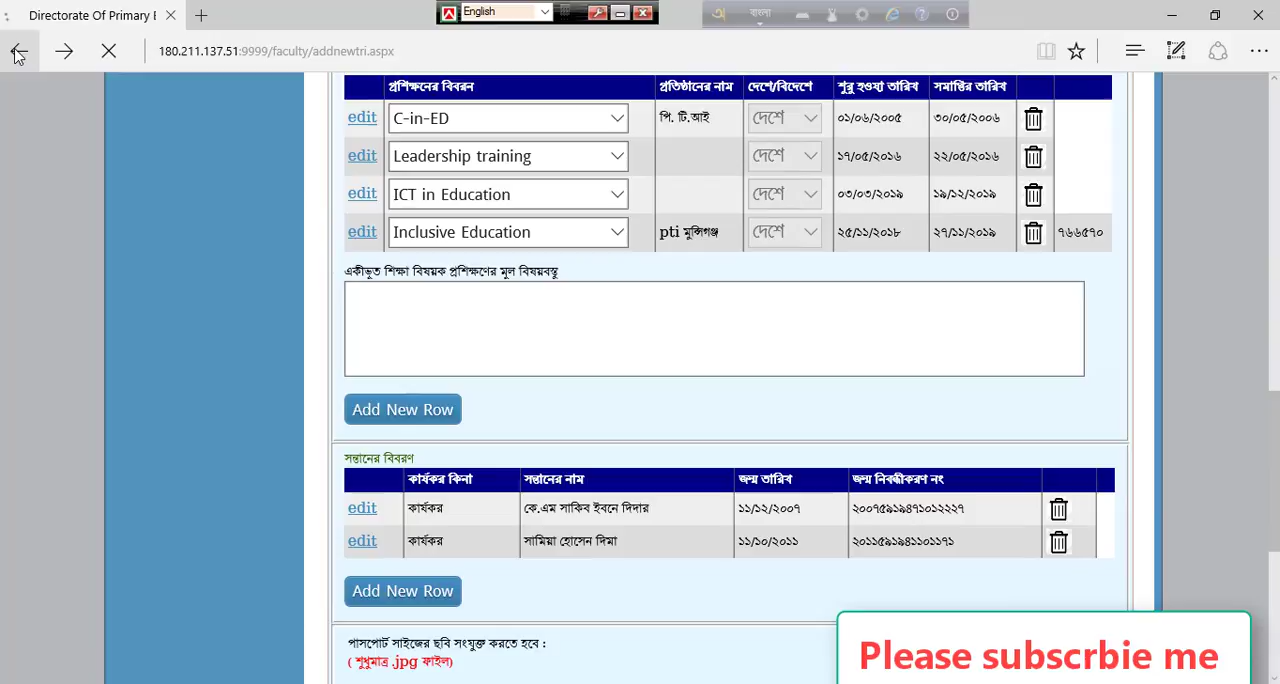 Directorate Of Primary E
English
বাংলা
180.211.137.51:9999/faculty/addnewtri.aspx
প্রশিক্ষনের বিবরন প্রতিষ্ঠানের নাম দেশে/বিদেশে শুরু হওয়া তারিখ সমাপ্তির তারিখ
edit C-in-ED পি. টি.আই দেশে ০১/০৬/২০০৫ ৩০/০৫/২০০৬
edit Leadership training দেশে ১৭/০৫/২০১৬ ২২/০৫/২০১৬
edit ICT in Education দেশে ০৩/০৩/২০১৯ ১৯/১২/২০১৯
edit Inclusive Education pti মুন্সিগঞ্জ দেশে ২৫/১১/২০১৮ ২৭/১১/২০১৯ ৭৬৬৫৭০
একীভূত শিক্ষা বিষয়ক প্রশিক্ষণের মূল বিষয়বস্তু
Add New Row
সন্তানের বিবরণ
কার্যকর কিনা সন্তানের নাম জন্ম তারিখ জন্ম নিবন্ধীকরণ নং
edit কার্যকর কে.এম সাকিব ইবনে দিদার ১১/১২/২০০৭ ২০০৭৫৯১৯৪৭১০১২২২৭
edit কার্যকর সামিয়া হোসেন দিমা ১১/১০/২০১১ ২০১১৫৯১৯৪১১০১১৭১
Add New Row
পাসপোর্ট সাইজের ছবি সংযুক্ত করতে হবে :
( শুধুমাত্র .jpg ফাইল)
Please subscrbie me